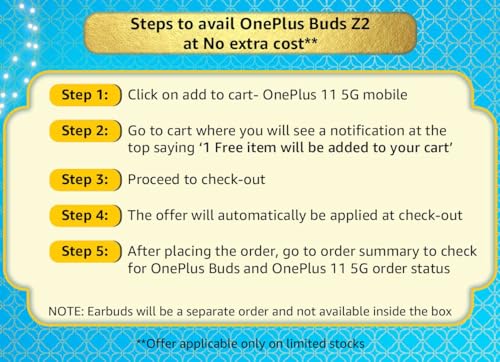 Steps to avail OnePlus Buds Z2
at No extra cost**
Step 1: Click on add to cart- OnePlus 11 5G mobile
Step 2: Go to cart where you will see a notification at the
top saying ‘1 Free item will be added to your cart’
Step 3: Proceed to check-out
Step 4: The offer will automatically be applied at check-out
Step 5: After placing the order, go to order summary to check
for OnePlus Buds and OnePlus 11 5G order status
NOTE: Earbuds will be a separate order and not available inside the box
**Offer applicable only on limited stocks